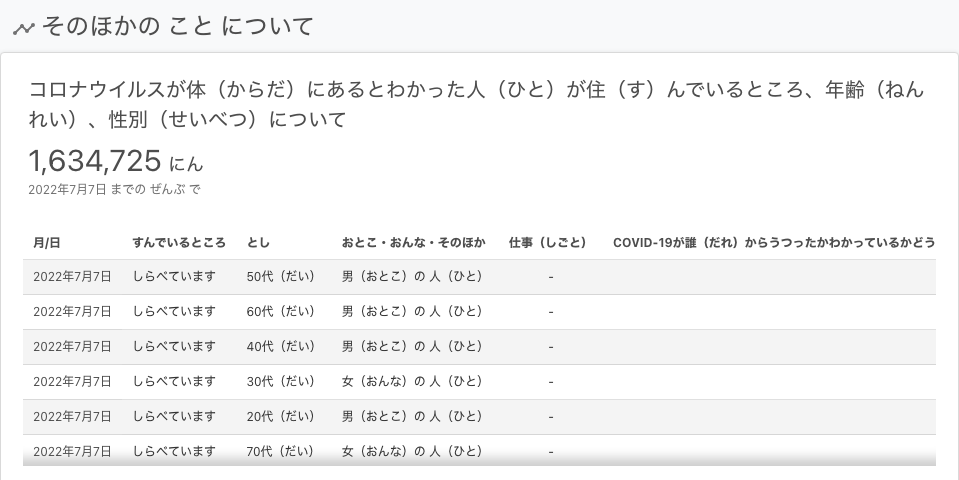 そのほかの こと について
コロナウイルスが体（からだ）にあるとわかった人（ひと）が住（す）んでいるところ、年齢（ねん
れい）、性別（せいべつ）について
1,634,725 にん
2022年7月7日 までの ぜんぶ で
月/日 すんでいるところ とし おとこ・おんな・そのほか 仕事（しごと） COVID-19が誰（だれ）からうつったかわかっているかどう
2022年7月7日 しらべています 50代（だい） 男（おとこ）の 人（ひと） -
2022年7月7日 しらべています 60代（だい） 男（おとこ）の 人（ひと） -
2022年7月7日 しらべています 40代（だい） 男（おとこ）の 人（ひと） -
2022年7月7日 しらべています 30代（だい） 女（おんな）の 人（ひと） -
2022年7月7日 しらべています 20代（だい） 男（おとこ）の 人（ひと） -
2022年7月7日 しらべています 70代（だい） 女（おんな）の 人（ひと） -